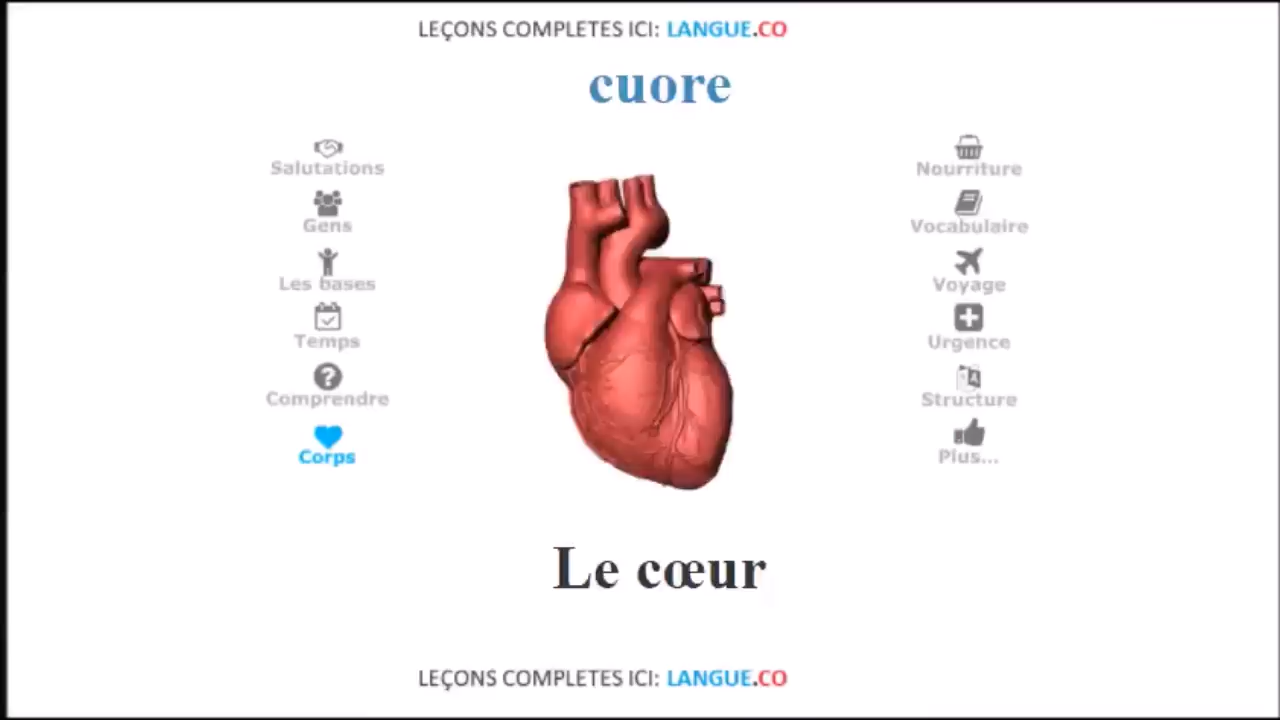 LEÇONS COMPLETES ICI: LANGUE.CO
cuore
Salutations
Gens
Les bases
Temps
Comprendre
Corps
Nourriture
Vocabulaire
Voyage
Urgence
Structure
Plus...
Le cœur
LEÇONS COMPLETES ICI: LANGUE.CO